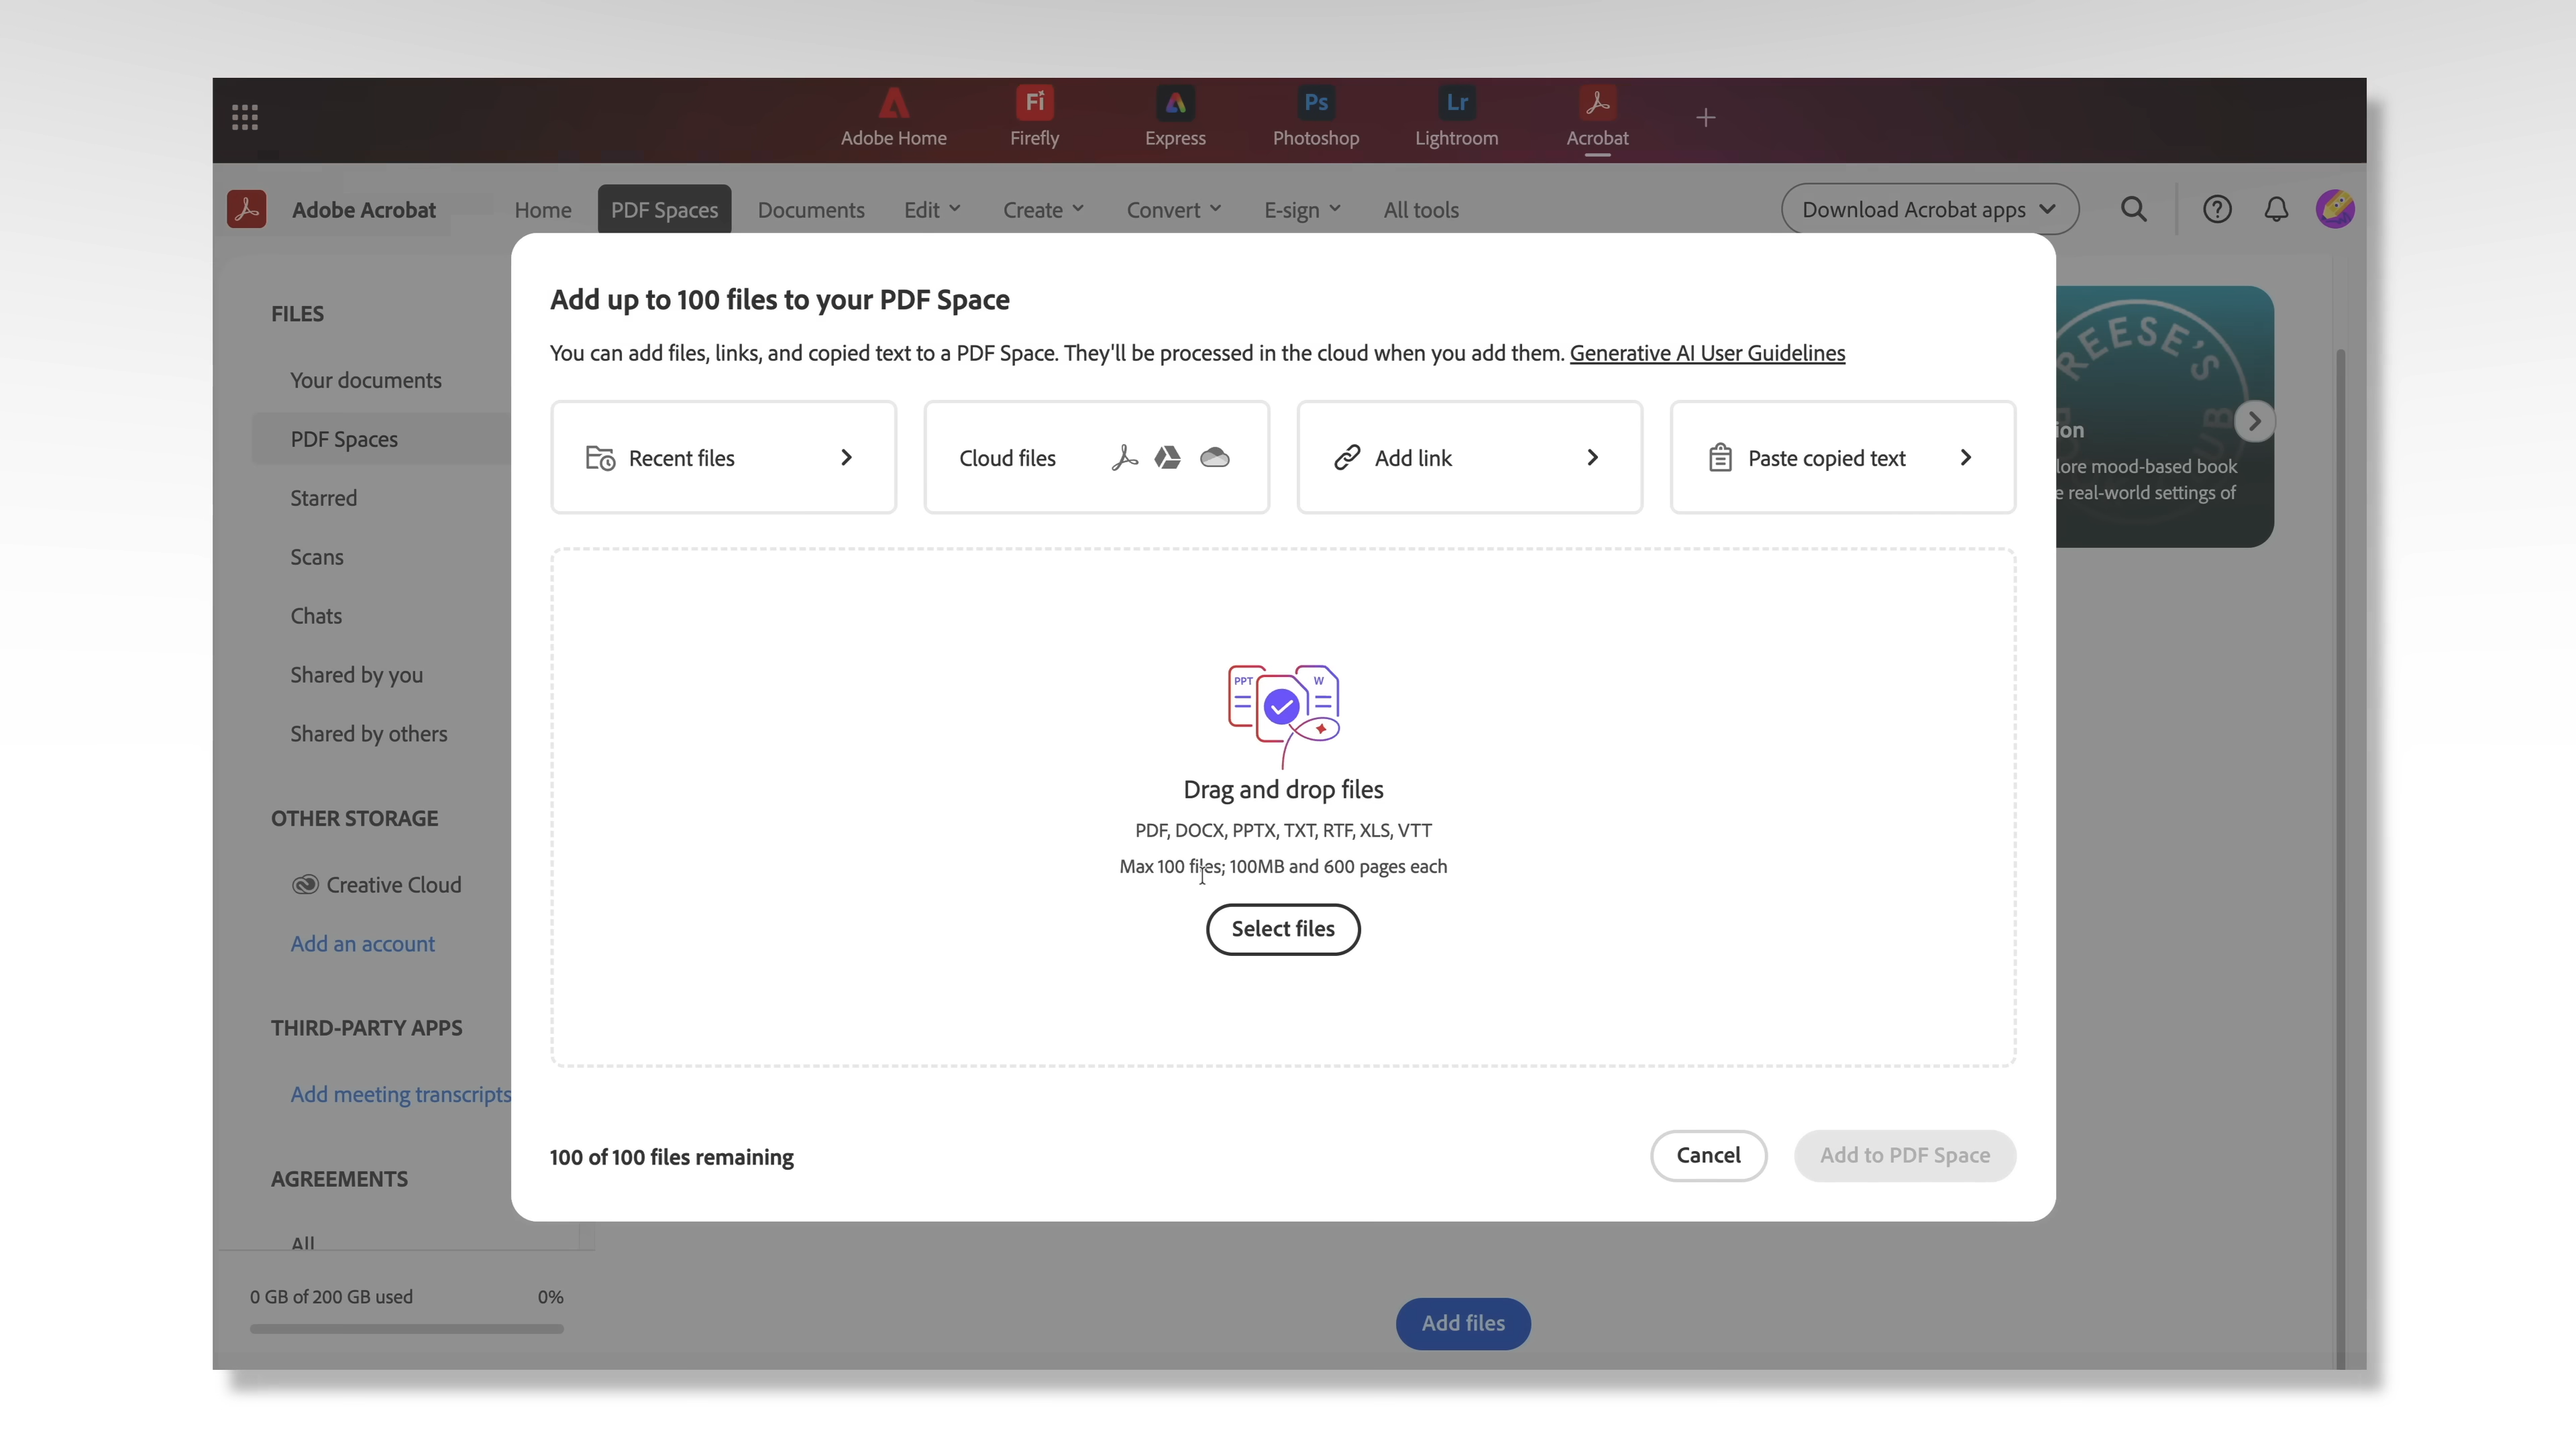 Adobe Home
Fi
Firefly
Express
Ps
Photoshop
Lr
Lightroom
Acrobat
Adobe Acrobat
Home
PDF Spaces
Documents
Edit
Create
Convert
E-sign
All tools
Download Acrobat apps
FILES
Your documents
PDF Spaces
Starred
Scans
Chats
Shared by you
Shared by others
OTHER STORAGE
Creative Cloud
Add an account
THIRD-PARTY APPS
Add meeting transcripts
AGREEMENTS
All
0 GB of 200 GB used
0%
Add up to 100 files to your PDF Space
You can add files, links, and copied text to a PDF Space. They'll be processed in the cloud when you add them. Generative AI User Guidelines
Recent files
Cloud files
Add link
Paste copied text
PPT
W
Drag and drop files
PDF, DOCX, PPTX, TXT, RTF, XLS, VTT
Max 100 files; 100MB and 600 pages each
Select files
100 of 100 files remaining
Cancel
Add to PDF Space
REESE'S
UB
ion
lore mood-based book
e real-world settings of
Add files